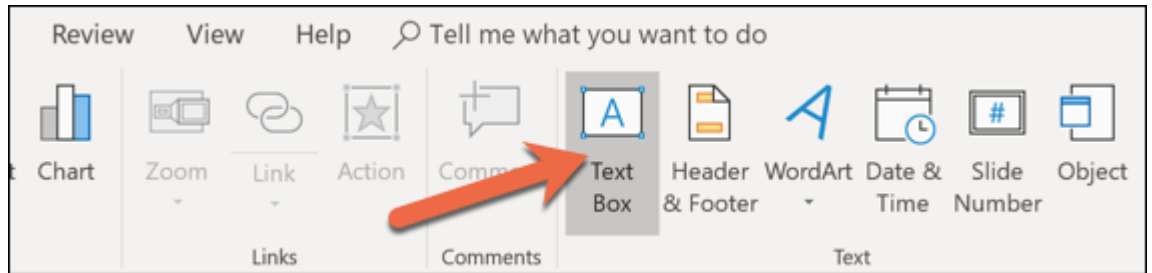 Review View Help Tell me what you want to do
Chart Zoom Link Action Text Header WordArt Date & Slide Object
Box & Footer Time Number
Links Comments Text